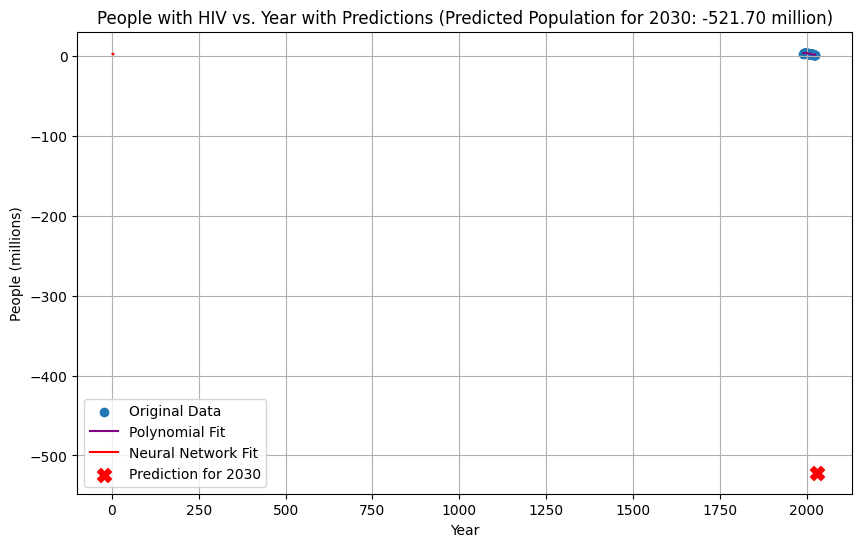 People with HIV vs. Year with Predictions (Predicted Population for 2030: -521.70 million)
0
−100
−200
−300
−400
−500
People (millions)
Original Data
Polynomial Fit
Neural Network Fit
Prediction for 2030
0 250 500 750 1000 1250 1500 1750 2000
Year